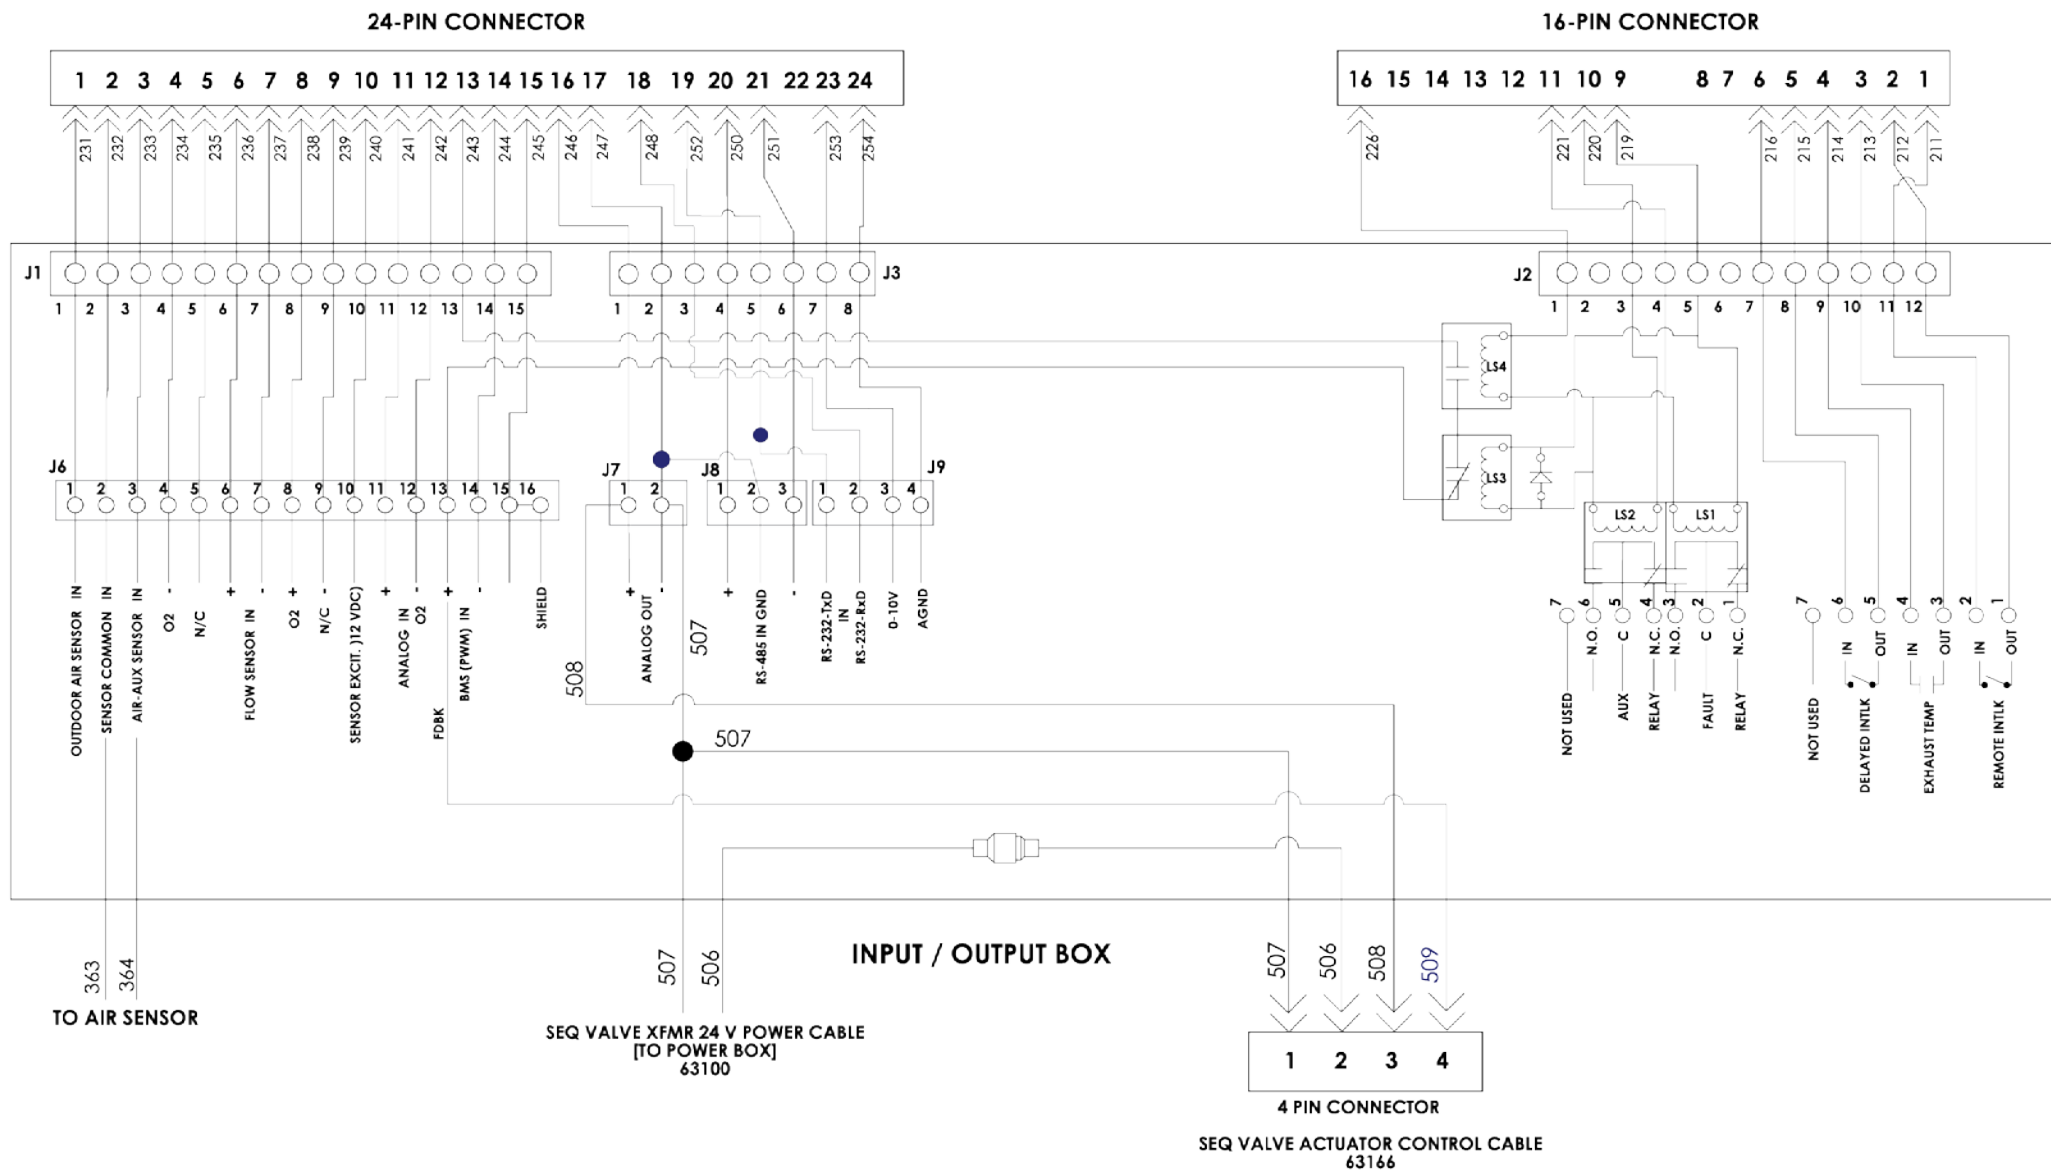 24-PIN CONNECTOR
16-PIN CONNECTOR
1 2 3 4 5 6 7 8 9 10 11 12 13 14 15 16 17 18 19 20 21 22 23 24
16 15 14 13 12 11 10 9 8 7 6 5 4 3 2 1
231 232 233 234 235 236 237 238 239 240 241 242 243 244 245 246 247 248 252 250 251 253 254
226 221 220 219 216 215 214 213 212 211
J1
J3
J2
1 2 3 4 5 6 7 8 9 10 11 12 13 14 15
1 2 3 4 5 6 7 8
1 2 3 4 5 6 7 8 9 10 11 12
LS4
LS3
J6
J7
J8
J9
1 2 3 4 5 6 7 8 9 10 11 12 13 14 15 16
1 2
1 2 3
1 2 3 4
LS2
LS1
OUTDOOR AIR SENSOR IN
SENSOR COMMON IN
AIR-AUX SENSOR IN
O2 -
N/C
+
FLOW SENSOR IN -
O2 +
N/C -
SENSOR EXCIT. )12 VDC)
+
ANALOG IN -
O2
+
FDBK
BMS (PWM) IN -
SHIELD
+
ANALOG OUT -
507
508
+
RS-485 IN GND
-
RS-232-TxD
IN
RS-232-RxD
0-10V
AGND
7 6 5 4 3 2 1
NOT USED
N.O.
C
AUX
N.C.
RELAY
N.O.
C
FAULT
N.C.
RELAY
7 6 5 4 3 2 1
NOT USED
IN
OUT
DELAYED INTLK
IN
OUT
EXHAUST TEMP
IN
OUT
REMOTE INTLK
507
363
364
TO AIR SENSOR
507
506
INPUT / OUTPUT BOX
507
506
508
509
SEQ VALVE XFMR 24 V POWER CABLE
[TO POWER BOX]
63100
1 2 3 4
4 PIN CONNECTOR
SEQ VALVE ACTUATOR CONTROL CABLE
63166